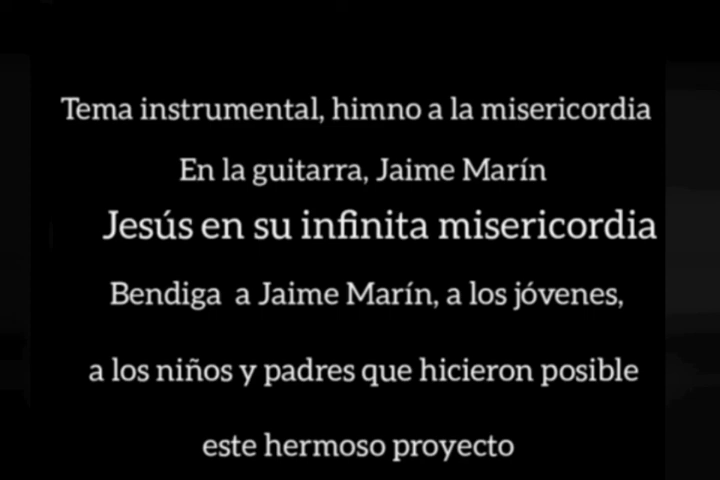 Tema instrumental, himno a la misericordia
En la guitarra, Jaime Marín
Jesús en su infinita misericordia
Bendiga a Jaime Marín, a los jóvenes,
a los niños y padres que hicieron posible
este hermoso proyecto